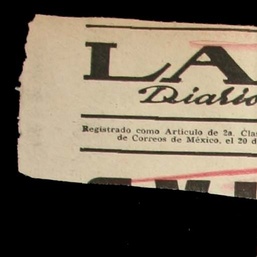 LA
Diario
Registrado como Artículo de 2a. Cla
de Correos de México, el 20 d